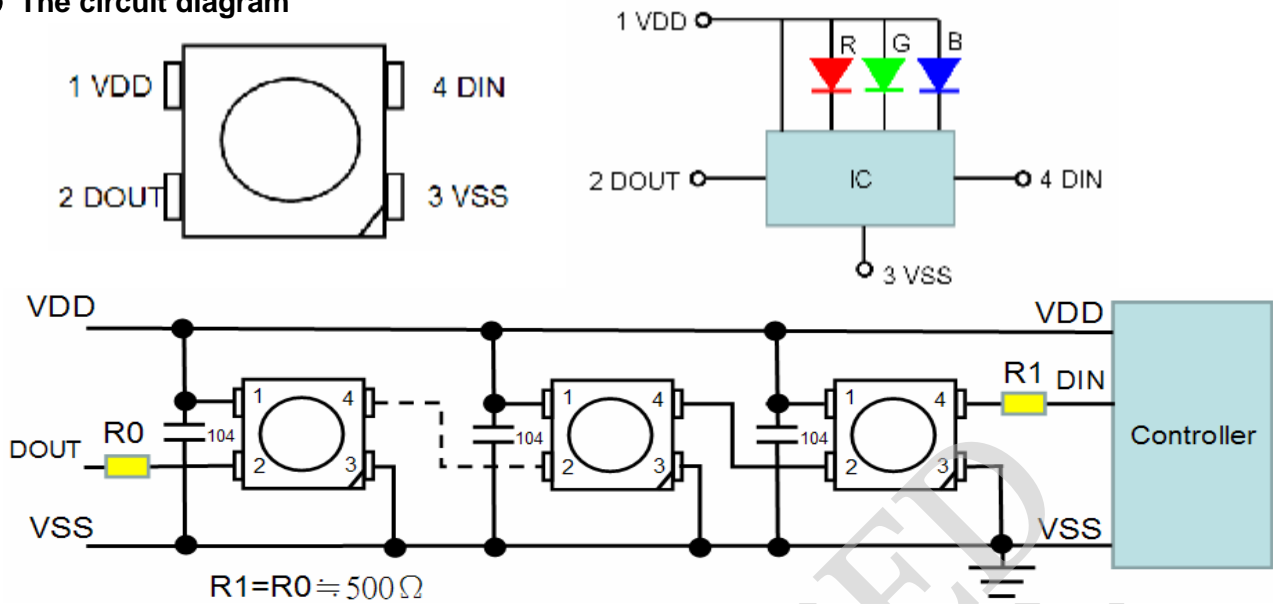 The circuit diagram
1 VDD
4 DIN
2 DOUT
3 VSS
1 VDD
R
G
B
2 DOUT
IC
4 DIN
3 VSS
VDD
VDD
1
4
1
4
1
4
R1
DIN
R0
DOUT
104
104
104
2
3
2
3
2
3
Controller
VSS
VSS
R1=R0≒500Ω